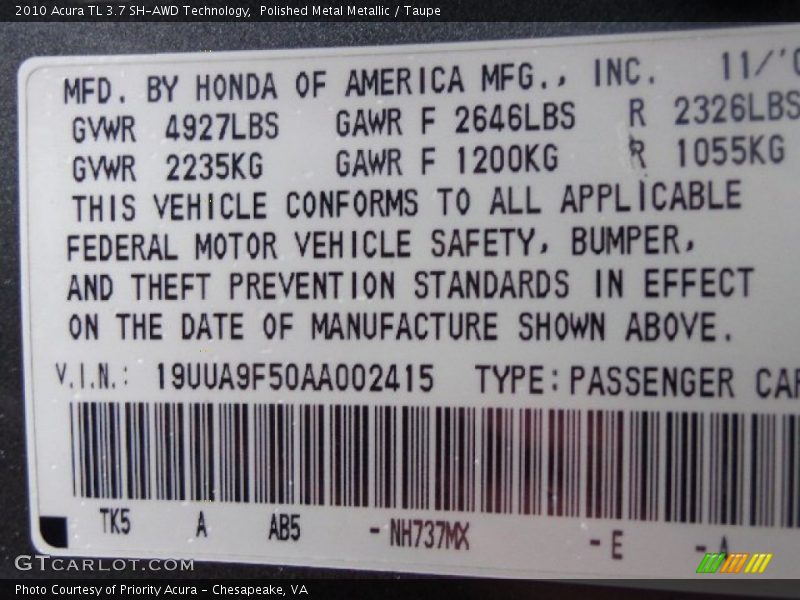 2010 Acura TL 3.7 SH-AWD Technology,  Polished Metal Metallic / Taupe
MFD. BY HONDA OF AMERICA MFG., INC. 11/'0
GVWR 4927LBS GAWR F 2646LBS R 2326LBS
GVWR 2235KG GAWR F 1200KG R 1055KG
THIS VEHICLE CONFORMS TO ALL APPLICABLE
FEDERAL MOTOR VEHICLE SAFETY, BUMPER,
AND THEFT PREVENTION STANDARDS IN EFFECT
ON THE DATE OF MANUFACTURE SHOWN ABOVE.
V.I.N.: 19UUA9F50AA002415 TYPE: PASSENGER CAR
TK5 A AB5 - NH737MX - E - A
GTCARLOT.COM
Photo Courtesy of Priority Acura - Chesapeake, VA